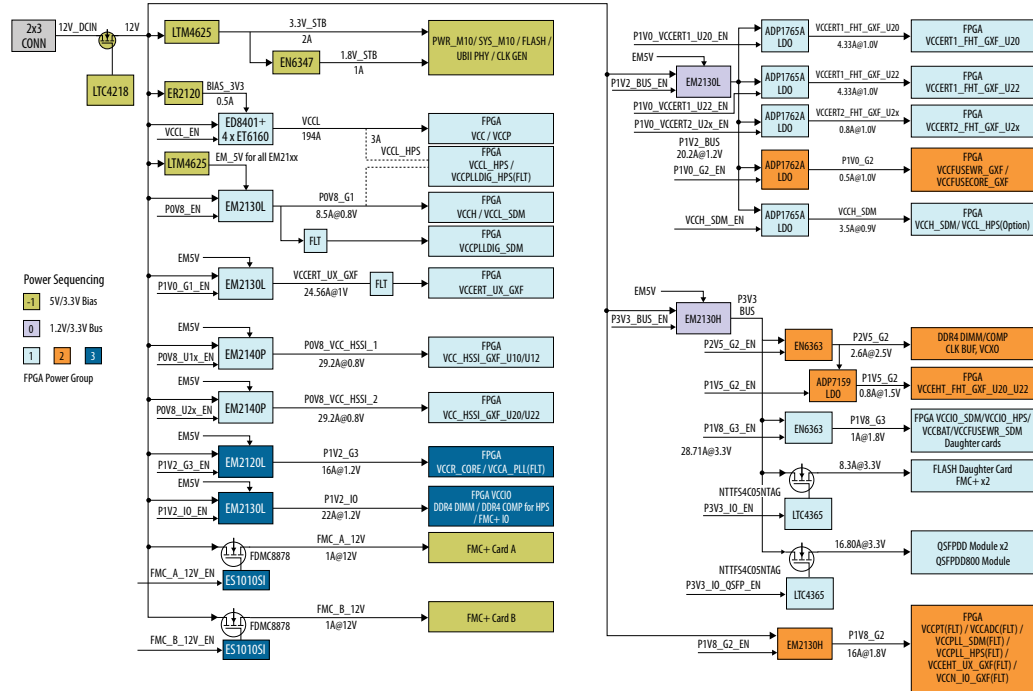 2x3
CONN
12V_DCIN
12V
LTC4218
LTM4625
3.3V_STB
2A
EN6347
1.8V_STB
1A
PWR_M10/ SYS_M10 / FLASH /
UBII PHY / CLK GEN
ER2120
BIAS_3V3
0.5A
ED8401+
4 x ET6160
VCCL_EN
VCCL
194A
FPGA
VCC / VCCP
3A
VCCL_HPS
FPGA
VCCL_HPS /
VCCPLLDIG_HPS(FLT)
LTM4625
EM_5V for all EM21xx
EM2130L
P0V8_EN
P0V8_G1
8.5A@0.8V
FPGA
VCCH / VCCL_SDM
FLT
FPGA
VCCPLLDIG_SDM
EM5V
P1V0_G1_EN
EM2130L
VCCERT_UX_GXF
24.56A@1V
FLT
FPGA
VCCERT_UX_GXF
Power Sequencing
-1
5V/3.3V Bias
0
1.2V/3.3V Bus
1
2
3
FPGA Power Group
EM5V
P0V8_U1x_EN
EM2140P
P0V8_VCC_HSSI_1
29.2A@0.8V
FPGA
VCC_HSSI_GXF_U10/U12
EM5V
P0V8_U2x_EN
EM2140P
P0V8_VCC_HSSI_2
29.2A@0.8V
FPGA
VCC_HSSI_GXF_U20/U22
EM5V
P1V2_G3_EN
EM2120L
P1V2_G3
16A@1.2V
FPGA
VCCR_CORE / VCCA_PLL(FLT)
EM5V
P1V2_IO_EN
EM2130L
P1V2_IO
22A@1.2V
FPGA VCCIO
DDR4 DIMM / DDR4 COMP for HPS
/ FMC+ IO
FDMC8878
FMC_A_12V
1A@12V
FMC+ Card A
FMC_A_12V_EN
ES1010SI
FDMC8878
FMC_B_12V
1A@12V
FMC+ Card B
FMC_B_12V_EN
ES1010SI
P1V0_VCCERT1_U20_EN
ADP1765A
LDO
VCCERT1_FHT_GXF_U20
4.33A@1.0V
FPGA
VCCERT1_FHT_GXF_U20
EM5V
P1V2_BUS_EN
EM2130L
ADP1765A
LDO
VCCERT1_FHT_GXF_U22
4.33A@1.0V
FPGA
VCCERT1_FHT_GXF_U22
P1V0_VCCERT1_U22_EN
P1V0_VCCERT2_U2x_EN
ADP1762A
LDO
VCCERT2_FHT_GXF_U2x
0.8A@1.0V
FPGA
VCCERT2_FHT_GXF_U2x
P1V2_BUS
20.2A@1.2V
P1V0_G2_EN
ADP1762A
LDO
P1V0_G2
0.5A@1.0V
FPGA
VCCFUSEWR_GXF /
VCCFUSECORE_GXF
VCCH_SDM_EN
ADP1765A
LDO
VCCH_SDM
3.5A@0.9V
FPGA
VCCH_SDM/ VCCL_HPS(Option)
EM5V
P3V3_BUS_EN
EM2130H
P3V3
BUS
P2V5_G2_EN
EN6363
P2V5_G2
2.6A@2.5V
DDR4 DIMM/COMP
CLK BUF, VCXO
P1V5_G2_EN
ADP7159
LDO
P1V5_G2
0.8A@1.5V
FPGA
VCCEHT_FHT_GXF_U20_U22
P1V8_G3_EN
28.71A@3.3V
EN6363
P1V8_G3
1A@1.8V
FPGA VCCIO_SDM/VCCIO_HPS/
VCCBAT/VCCFUSEWR_SDM
Daughter cards
NTTFS4C05NTAG
8.3A@3.3V
FLASH Daughter Card
FMC+ x2
P3V3_IO_EN
LTC4365
NTTFS4C05NTAG
16.80A@3.3V
QSFPDD Module x2
QSFPDD800 Module
P3V3_IO_QSFP_EN
LTC4365
P1V8_G2_EN
EM2130H
P1V8_G2
16A@1.8V
FPGA
VCCPT(FLT) / VCCADC(FLT) /
VCCPLL_SDM(FLT) /
VCCPLL_HPS(FLT) /
VCCEHT_UX_GXF(FLT) /
VCCN_IO_GXF(FLT)